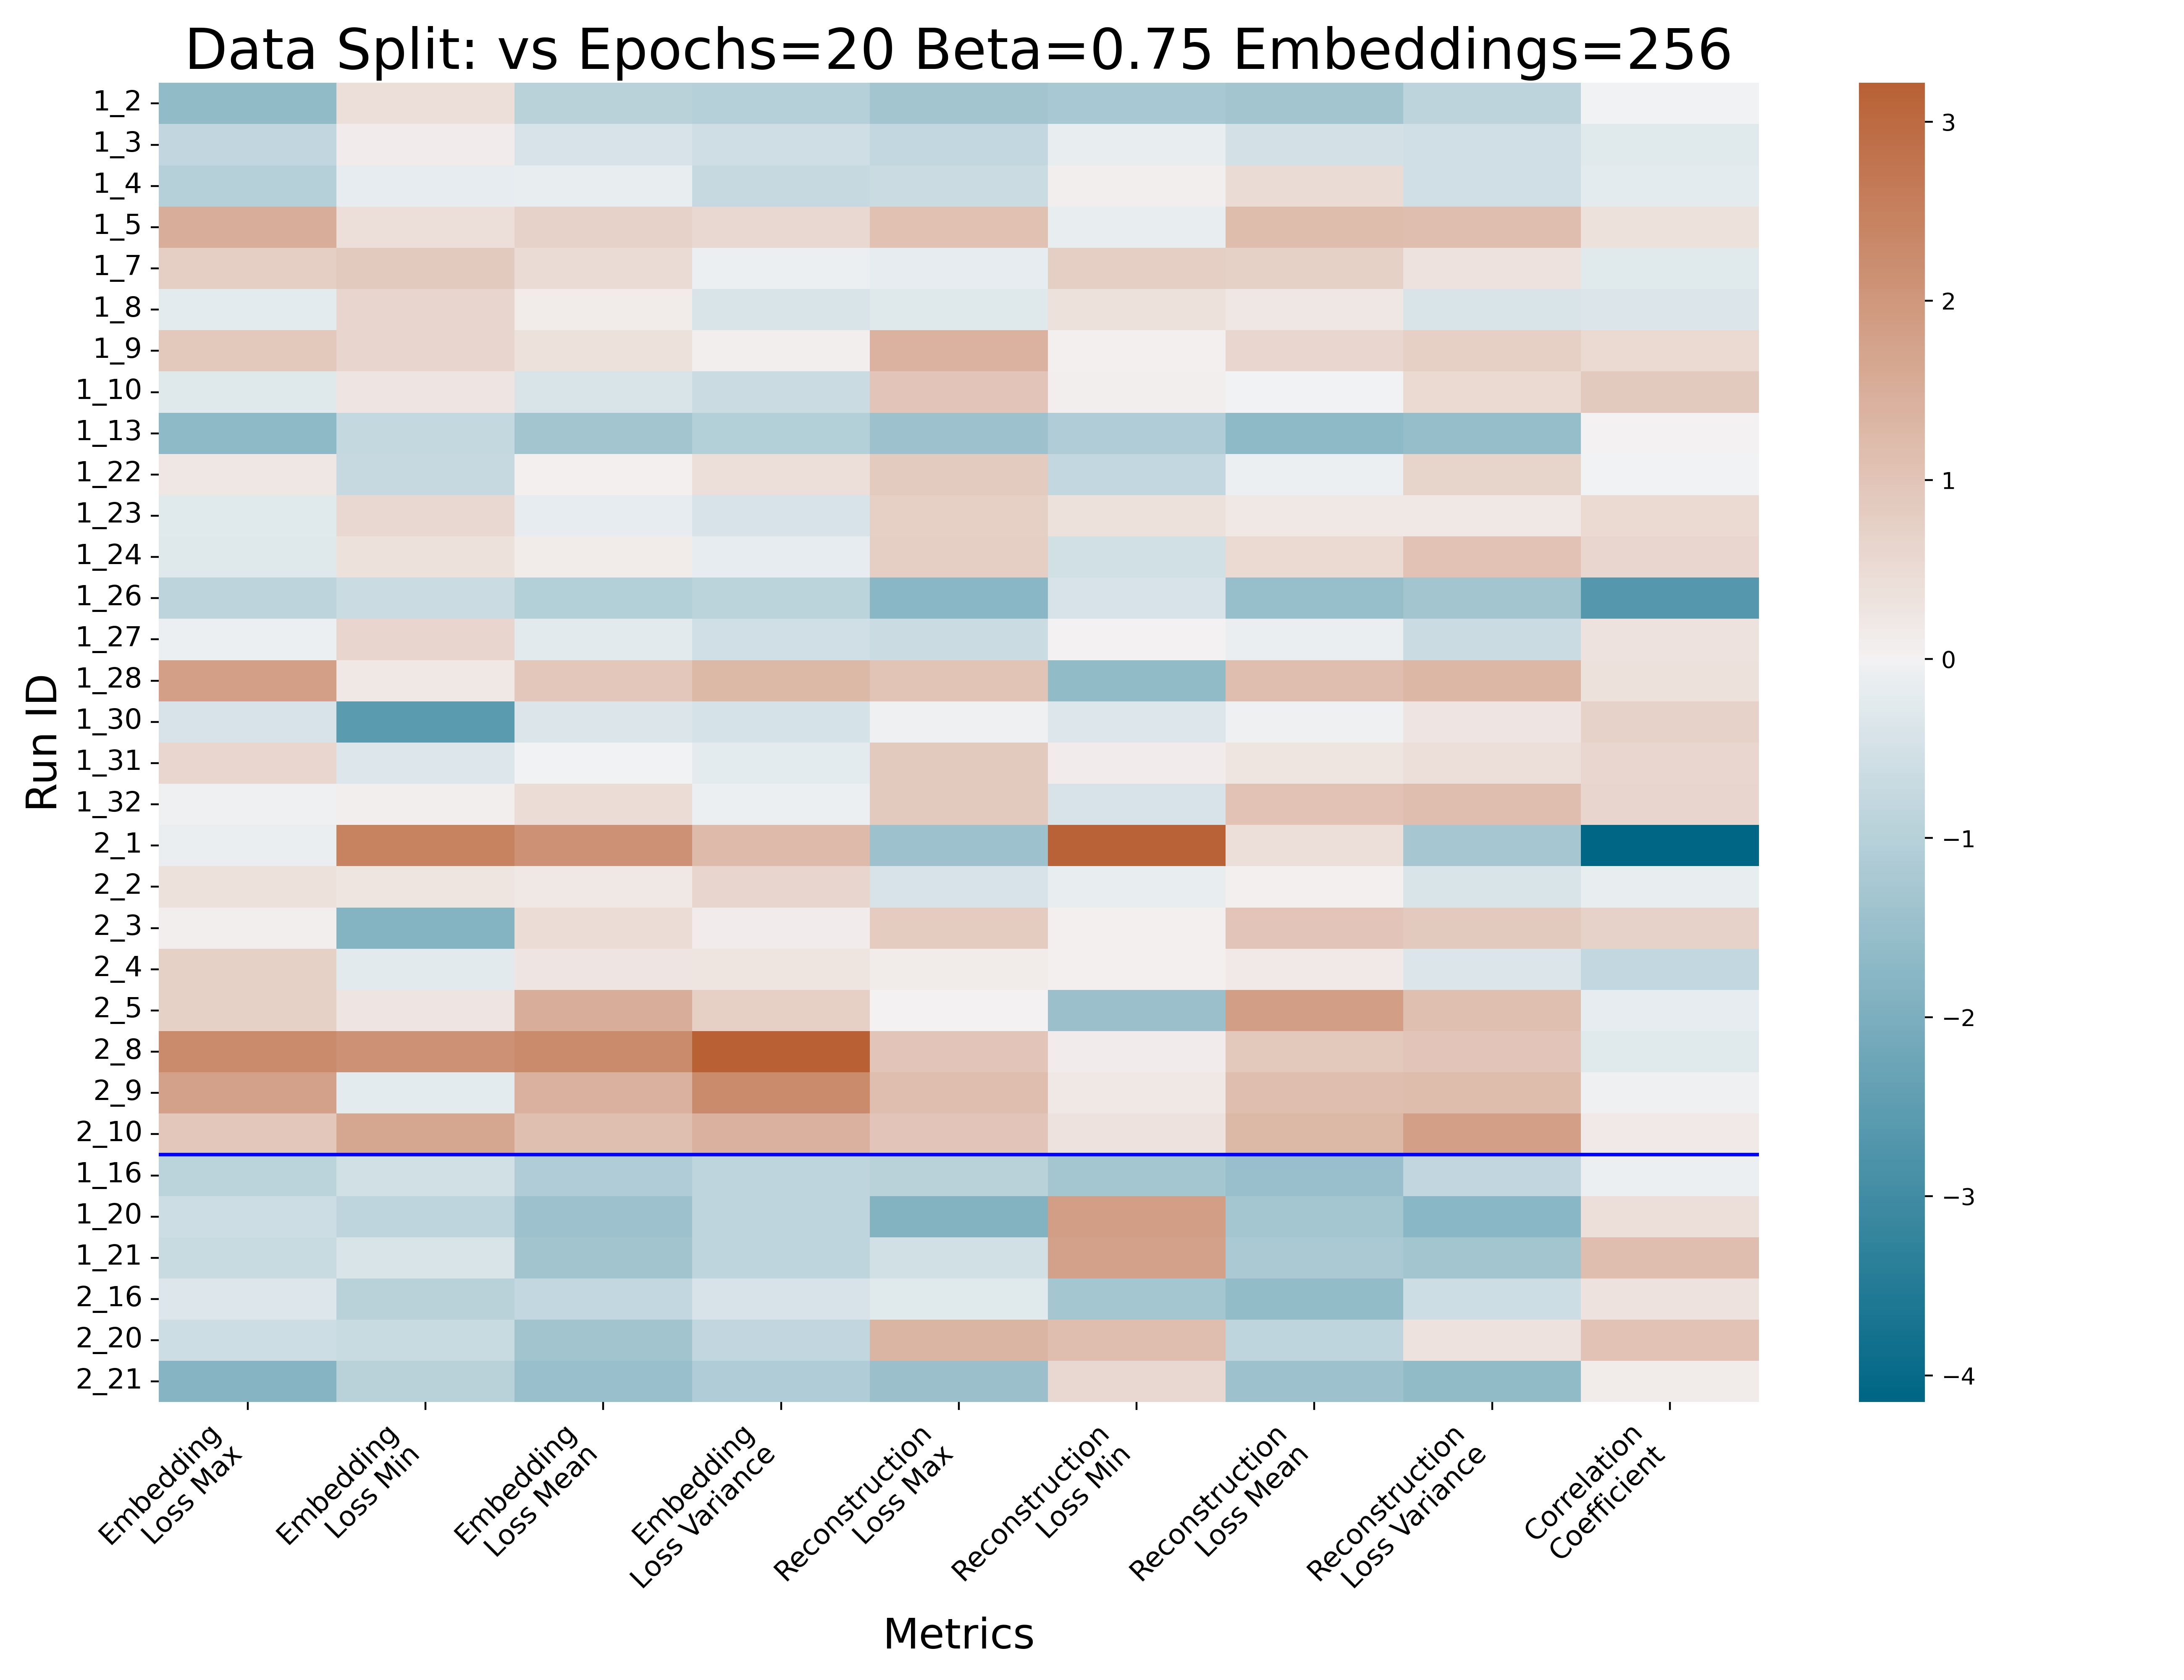 Data Split: vs Epochs=20 Beta=0.75 Embeddings=256
Run ID
1_2
1_3
1_4
1_5
1_7
1_8
1_9
1_10
1_13
1_22
1_23
1_24
1_26
1_27
1_28
1_30
1_31
1_32
2_1
2_2
2_3
2_4
2_5
2_8
2_9
2_10
1_16
1_20
1_21
2_16
2_20
2_21
Embedding
Loss Max
Embedding
Loss Min
Embedding
Loss Mean
Embedding
Loss Variance
Reconstruction
Loss Max
Reconstruction
Loss Min
Reconstruction
Loss Mean
Reconstruction
Loss Variance
Correlation
Coefficient
Metrics
3
2
1
0
−1
−2
−3
−4